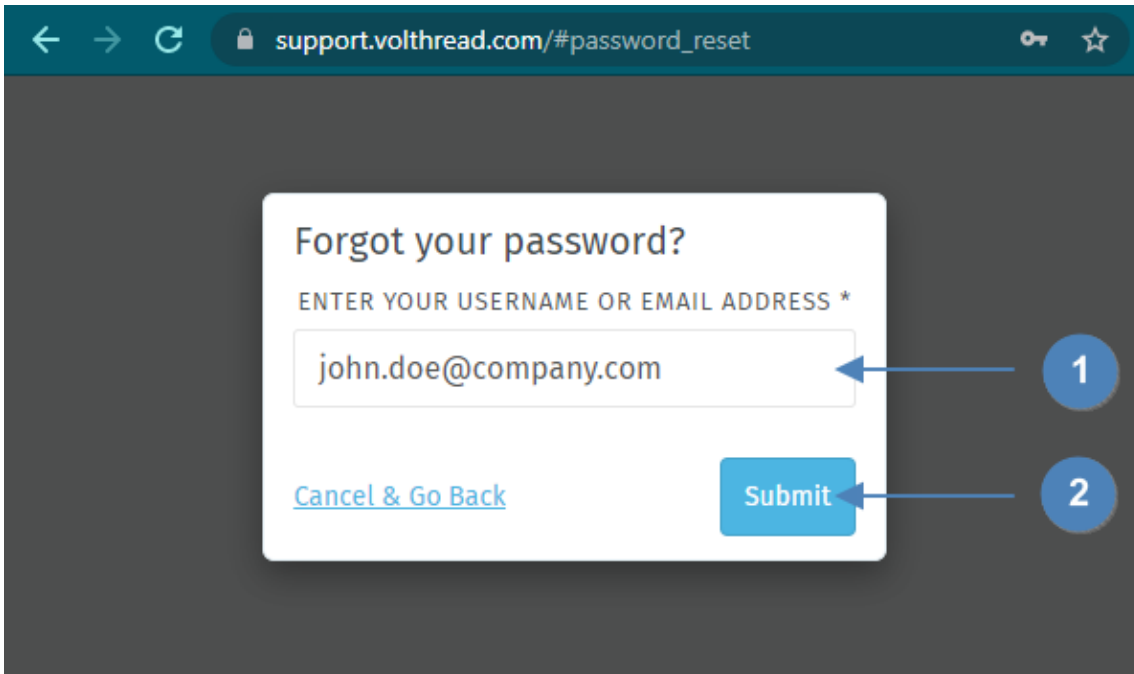 support.volthread.com/#password_reset
Forgot your password?
ENTER YOUR USERNAME OR EMAIL ADDRESS *
john.doe@company.com
1
Cancel & Go Back
Submit
2